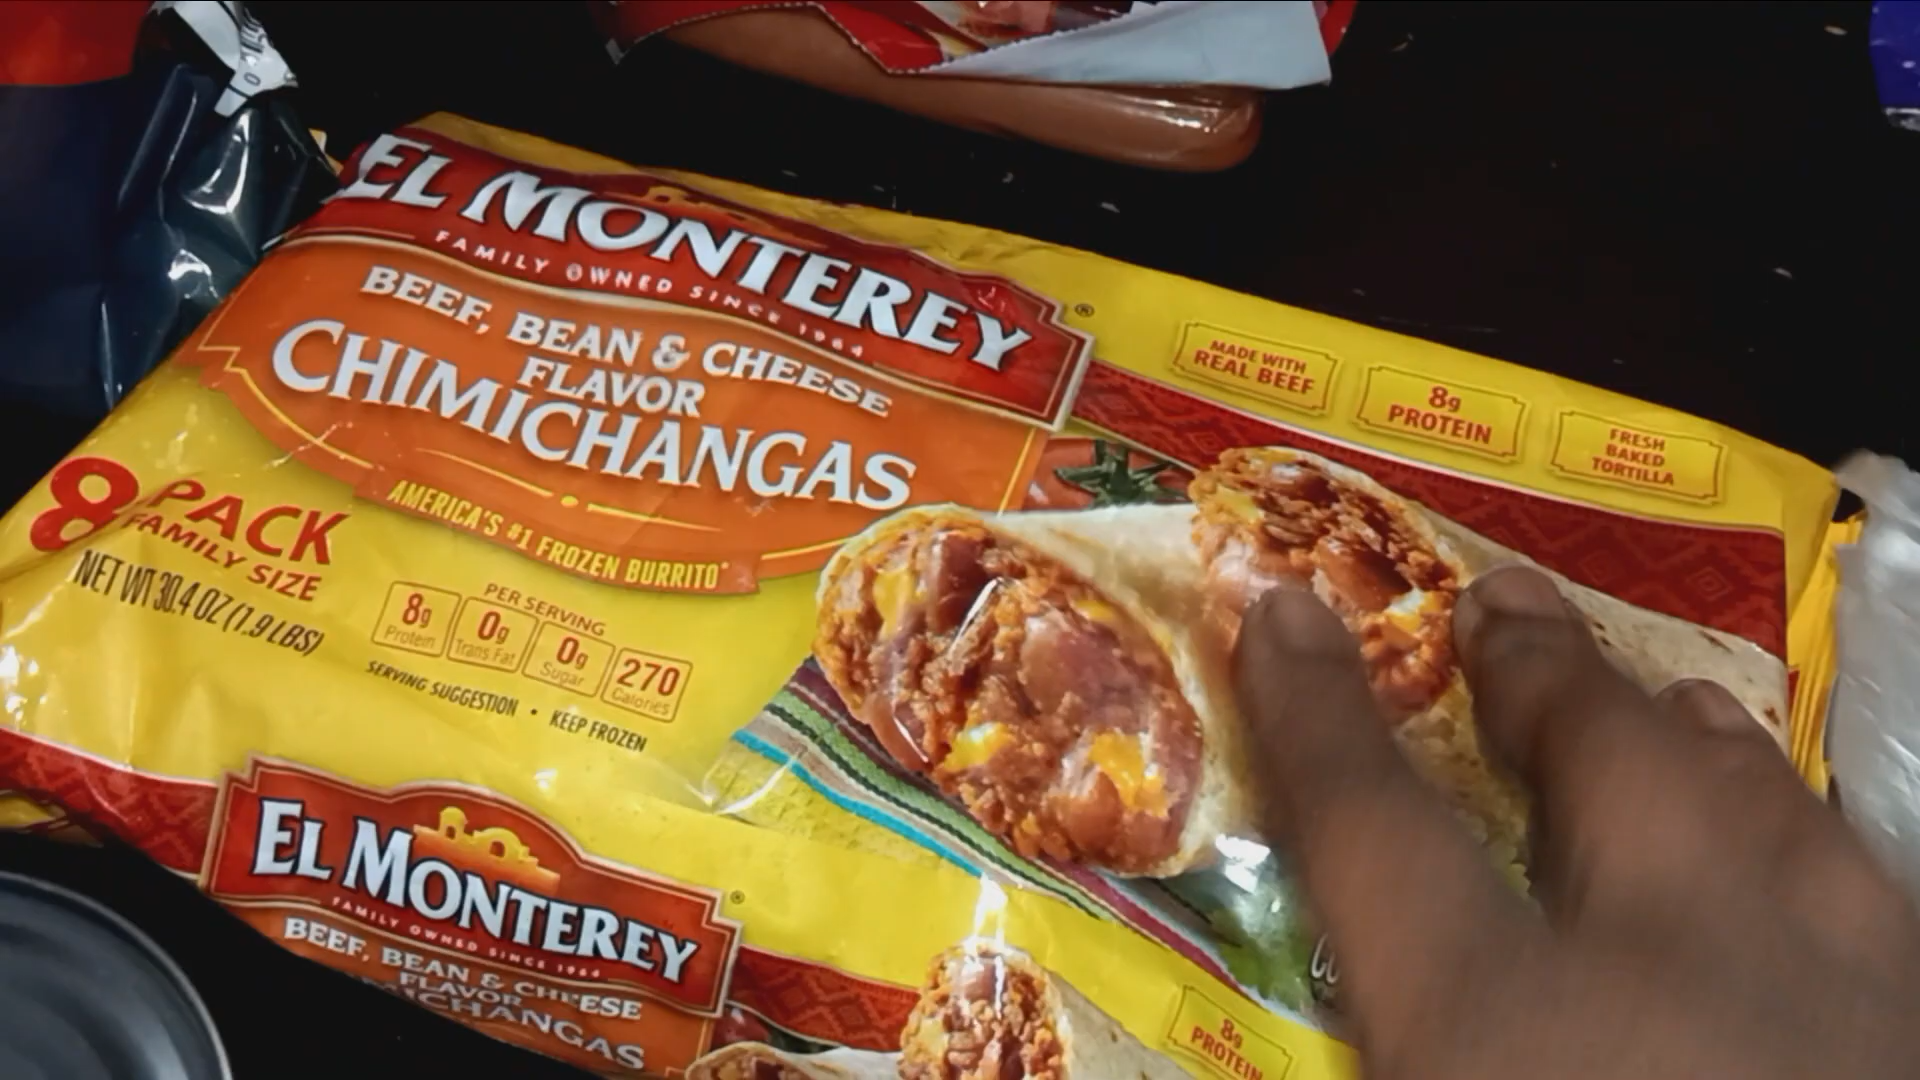 EL MONTEREY
FAMILY OWNED SINCE 1964
BEEF, BEAN & CHEESE
FLAVOR
CHIMICHANGAS
AMERICA'S #1 FROZEN BURRITO*
MADE WITH
REAL BEEF
8g
PROTEIN
FRESH
BAKED
TORTILLA
8 PACK
FAMILY SIZE
NET WT 30.4 OZ (1.9 LBS)
PER SERVING
8g
Protein
0g
Trans Fat
0g
Sugar
270
Calories
SERVING SUGGESTION • KEEP FROZEN
EL MONTEREY
FAMILY OWNED SINCE 1964
BEEF, BEAN & CHEESE
FLAVOR
CHANGAS
8g
PROTEIN